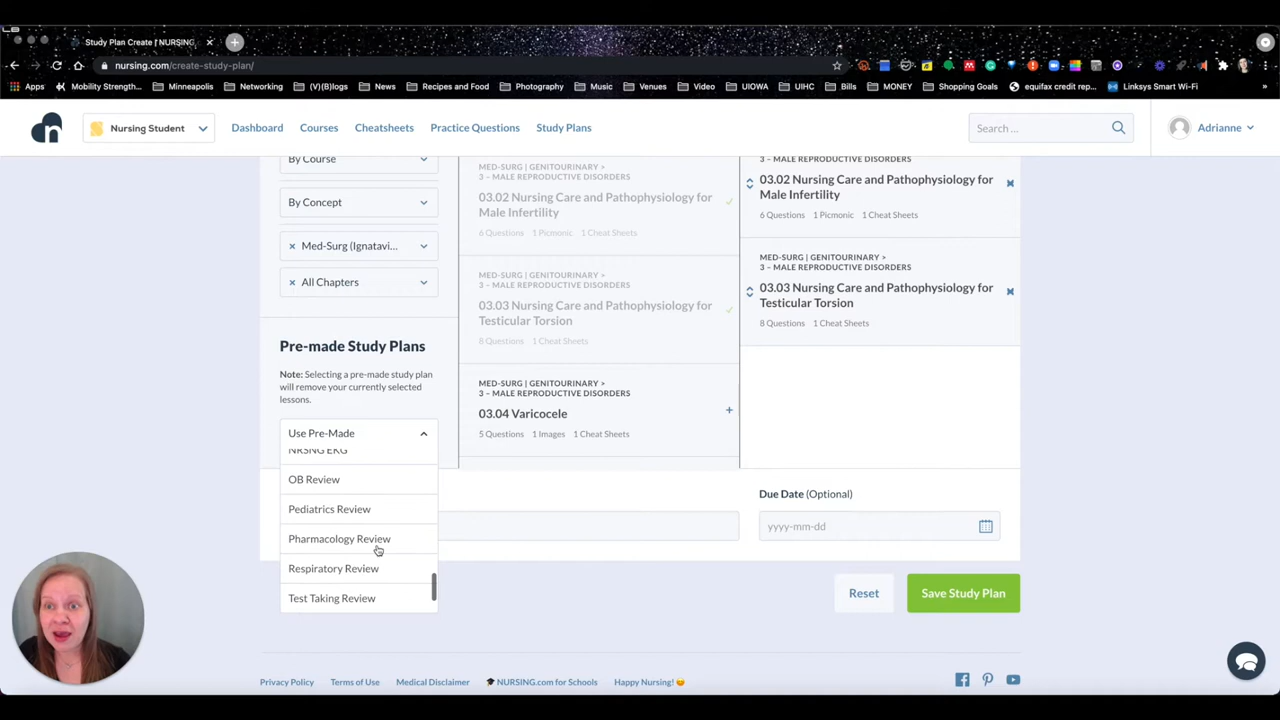 Study Plan Create | NURSING.
nursing.com/create-study-plan/
Apps
Mobility Strength...
Minneapolis
Networking
(V)(B)logs
News
Recipes and Food
Photography
Music
Venues
Video
UIOWA
UIHC
Bills
MONEY
Shopping Goals
equifax credit rep...
Linksys Smart Wi-Fi
»
Nursing Student
Dashboard
Courses
Cheatsheets
Practice Questions
Study Plans
Search ...
Adrianne
By Course
By Concept
Med-Surg (Ignatavi...
All Chapters
Pre-made Study Plans
Note: Selecting a pre-made study plan
will remove your currently selected
lessons.
Use Pre-Made
NRSNG EKG
OB Review
Pediatrics Review
Pharmacology Review
Respiratory Review
Test Taking Review
MED-SURG | GENITOURINARY >
3 – MALE REPRODUCTIVE DISORDERS
03.02 Nursing Care and Pathophysiology for
Male Infertility
6 Questions 1 Picmonic 1 Cheat Sheets
MED-SURG | GENITOURINARY >
3 – MALE REPRODUCTIVE DISORDERS
03.03 Nursing Care and Pathophysiology for
Testicular Torsion
8 Questions 1 Cheat Sheets
MED-SURG | GENITOURINARY >
3 – MALE REPRODUCTIVE DISORDERS
03.04 Varicocele
5 Questions 1 Images 1 Cheat Sheets
3 – MALE REPRODUCTIVE DISORDERS
03.02 Nursing Care and Pathophysiology for
Male Infertility
6 Questions 1 Picmonic 1 Cheat Sheets
MED-SURG | GENITOURINARY >
3 – MALE REPRODUCTIVE DISORDERS
03.03 Nursing Care and Pathophysiology for
Testicular Torsion
8 Questions 1 Cheat Sheets
Due Date (Optional)
yyyy-mm-dd
Reset
Save Study Plan
Privacy Policy
Terms of Use
Medical Disclaimer
🎓NURSING.com for Schools
Happy Nursing! 😊